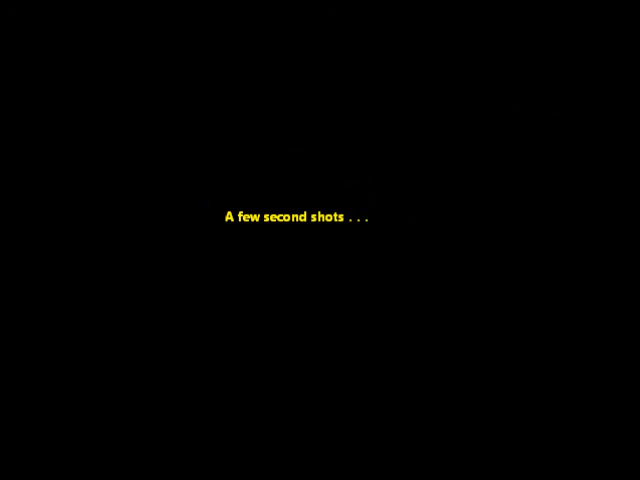 A few second shots . . .